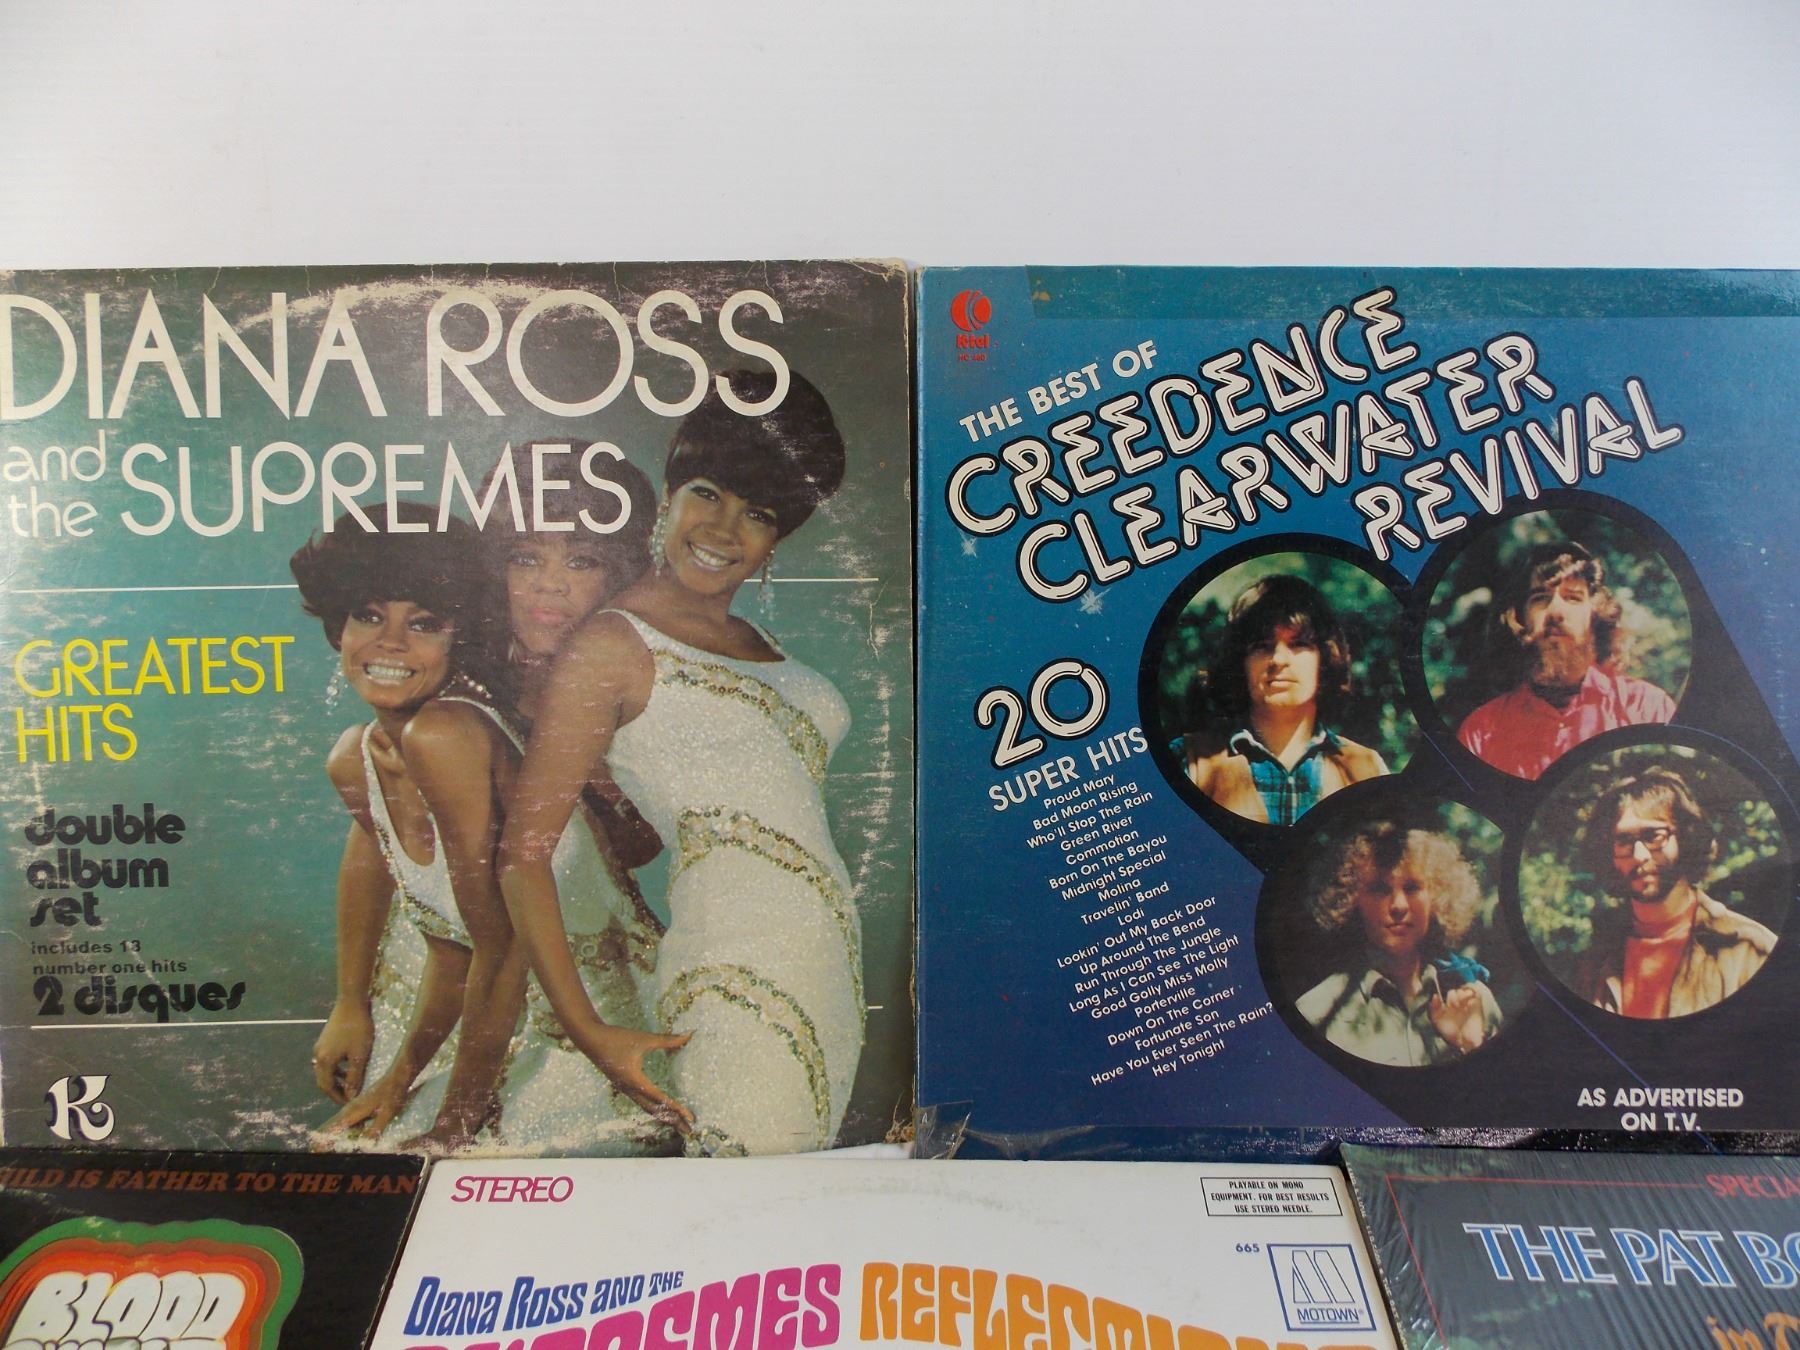 DIANA ROSS
and
the SUPREMES
GREATEST
HITS
double
album
set
includes 13
number one hits
2 disques
K
K-tel
THE BEST OF
CREEDENCE
CLEARWATER
REVIVAL
20
SUPER HITS
Proud Mary
Bad Moon Rising
Who'll Stop The Rain
Green River
Commotion
Born On The Bayou
Midnight Special
Molina
Travelin' Band
Lodi
Lookin' Out My Back Door
Up Around The Bend
Run Through The Jungle
Long As I Can See The Light
Good Golly Miss Molly
Porterville
Down On The Corner
Fortunate Son
Have You Ever Seen The Rain?
Hey Tonight
AS ADVERTISED
ON T.V.
IS FATHER TO THE MAN
BLOOD
STEREO
PLAYABLE ON MONO
EQUIPMENT. FOR BEST RESULTS
USE STEREO NEEDLE.
665
MOTOWN
DIANA ROSS AND THE
SUPREMES REFLECTIONS
THE PAT
in